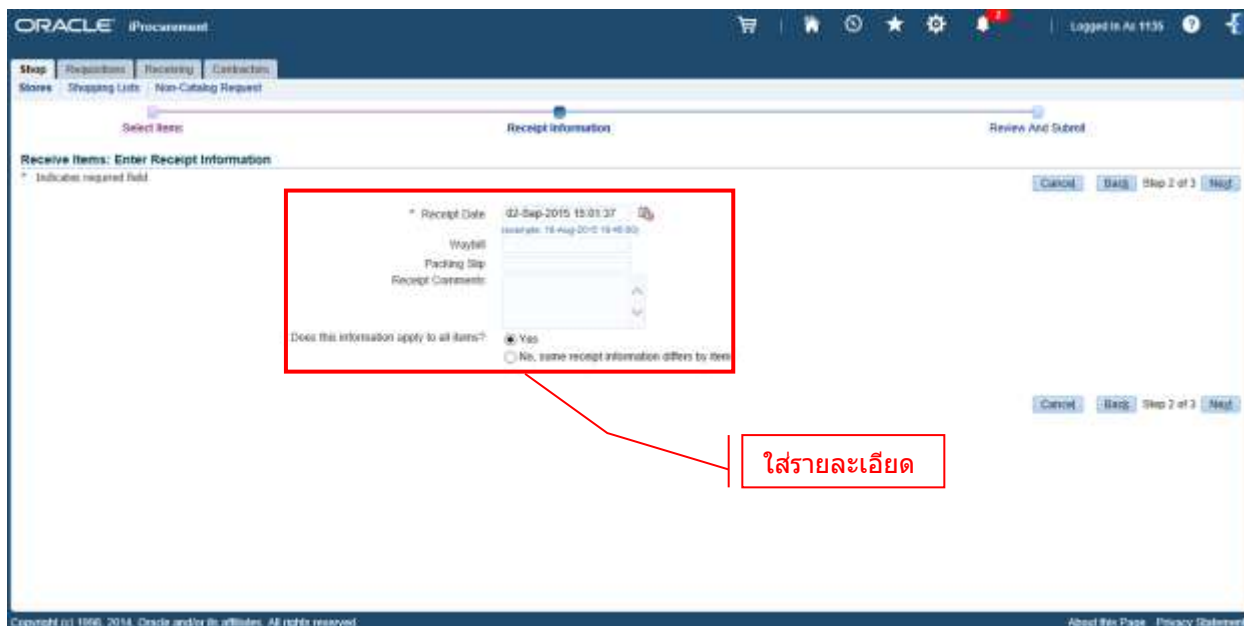 ORACLE iProcurement
2
Logged In As 1135
Shop Requisitions Receiving Contractors
Stores Shopping Lists Non-Catalog Request
Select Items Receipt Information Review And Submit
Receive Items: Enter Receipt Information
* Indicates required field
Cancel Back Step 2 of 3 Next
* Receipt Date 02-Sep-2015 15:01:37
Waybill
Packing Slip
Receipt Comments
Does this information apply to all items? Yes
No, some receipt information differs by item
Cancel Back Step 2 of 3 Next
ใส่รายละเอียด
Copyright (c) 1998, 2014, Oracle and/or its affiliates. All rights reserved.
About this Page Privacy Statement